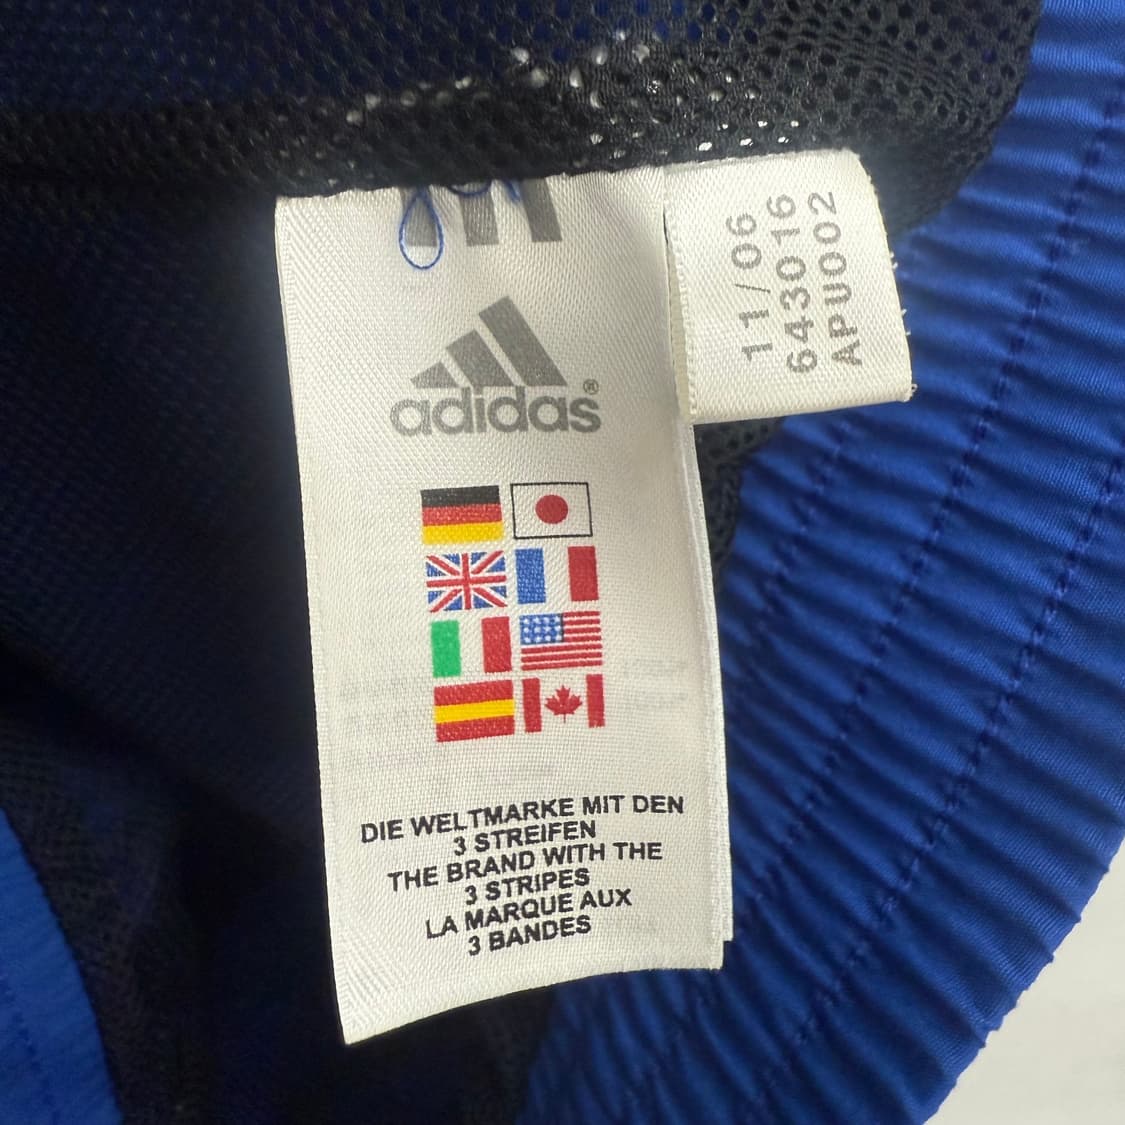 adidas®
DIE WELTMARKE MIT DEN
3 STREIFEN
THE BRAND WITH THE
3 STRIPES
LA MARQUE AUX
3 BANDES
11/06
643016
APU002